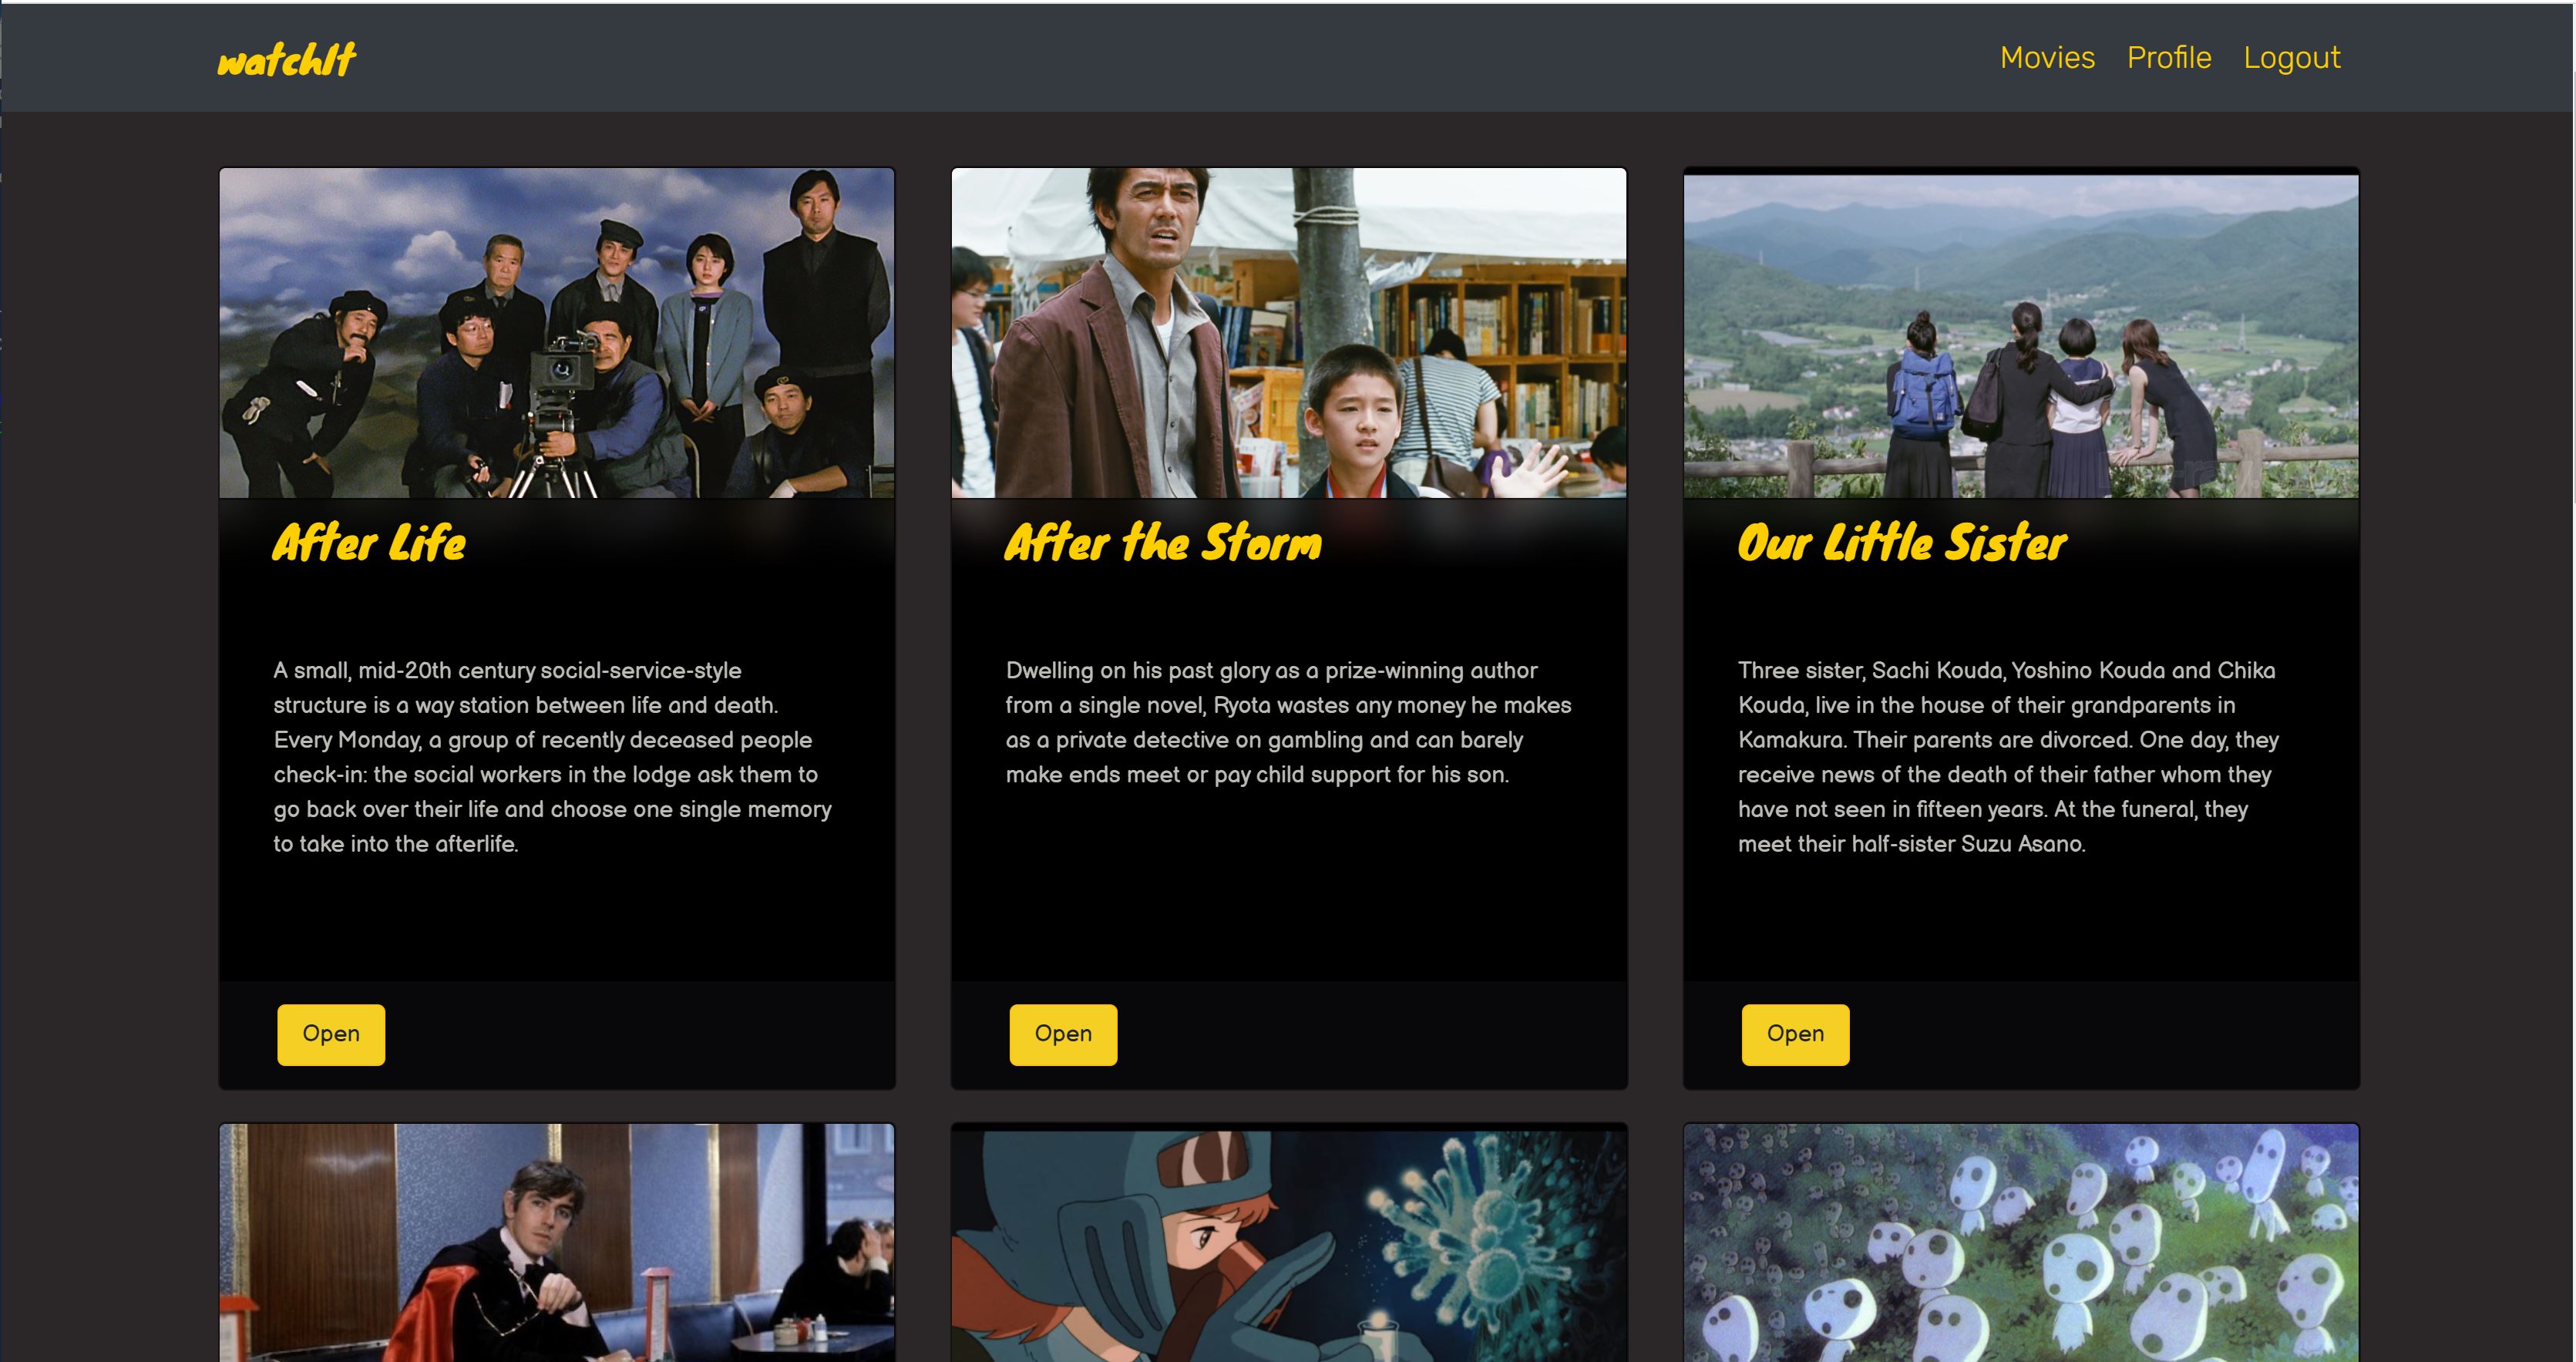 watchIt
Movies Profile Logout
After Life
A small, mid-20th century social-service-style
structure is a way station between life and death.
Every Monday, a group of recently deceased people
check-in: the social workers in the lodge ask them to
go back over their life and choose one single memory
to take into the afterlife.
Open
After the Storm
Dwelling on his past glory as a prize-winning author
from a single novel, Ryota wastes any money he makes
as a private detective on gambling and can barely
make ends meet or pay child support for his son.
Open
Our Little Sister
Three sister, Sachi Kouda, Yoshino Kouda and Chika
Kouda, live in the house of their grandparents in
Kamakura. Their parents are divorced. One day, they
receive news of the death of their father whom they
have not seen in fifteen years. At the funeral, they
meet their half-sister Suzu Asano.
Open